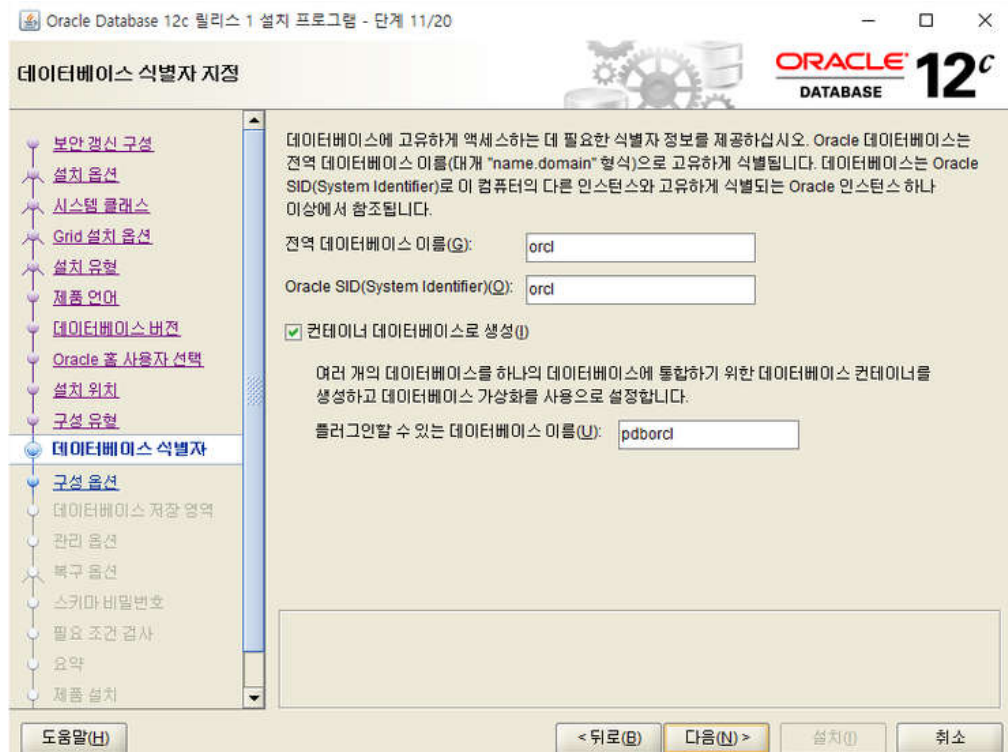 Oracle Database 12c 릴리스 1 설치 프로그램 - 단계 11/20
데이터베이스 식별자 지정
ORACLE
DATABASE
12c
보안 갱신 구성
설치 옵션
시스템 클래스
Grid 설치 옵션
설치 유형
제품 언어
데이터베이스 버전
Oracle 홈 사용자 선택
설치 위치
구성 유형
데이터베이스 식별자
구성 옵션
데이터베이스 저장 영역
관리 옵션
복구 옵션
스키마 비밀번호
필요 조건 검사
요약
제품 설치
데이터베이스에 고유하게 액세스하는 데 필요한 식별자 정보를 제공하십시오. Oracle 데이터베이스는
전역 데이터베이스 이름(대개 "name.domain" 형식)으로 고유하게 식별됩니다. 데이터베이스는 Oracle
SID(System Identifier)로 이 컴퓨터의 다른 인스턴스와 고유하게 식별되는 Oracle 인스턴스 하나
이상에서 참조됩니다.
전역 데이터베이스 이름(G): orcl
Oracle SID(System Identifier)(O): orcl
컨테이너 데이터베이스로 생성(I)
여러 개의 데이터베이스를 하나의 데이터베이스에 통합하기 위한 데이터베이스 컨테이너를
생성하고 데이터베이스 가상화를 사용으로 설정합니다.
플러그인할 수 있는 데이터베이스 이름(U): pdborcl
도움말(H)
< 뒤로(B)
다음(N) >
설치(I)
취소